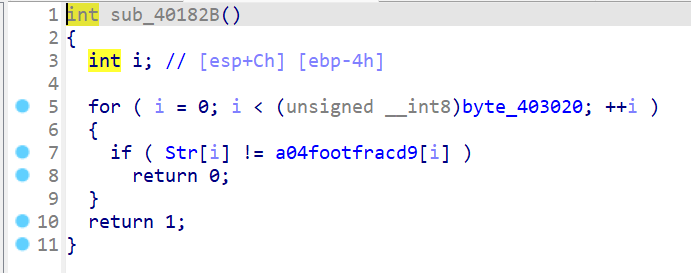 1 int sub_40182B()
2 {
3 int i; // [esp+Ch] [ebp-4h]
4
5 for ( i = 0; i < (unsigned __int8)byte_403020; ++i )
6 {
7 if ( Str[i] != a04footfracd9[i] )
8 return 0;
9 }
10 return 1;
11 }